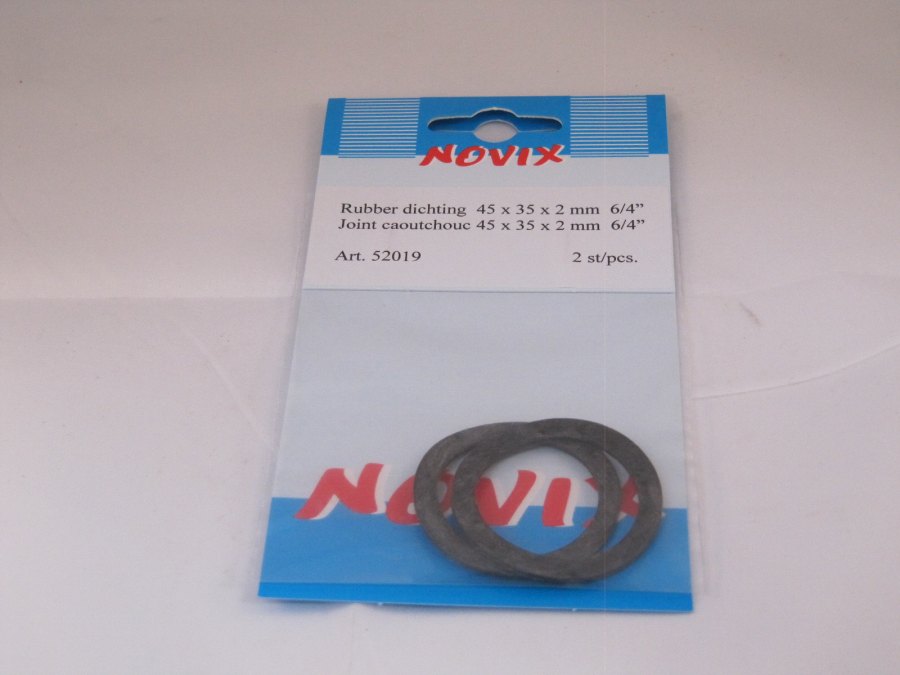 NOVIX
Rubber dichting 45 x 35 x 2 mm 6/4”
Joint caoutchouc 45 x 35 x 2 mm 6/4”
Art. 52019 2 st/pcs.
NOVIX